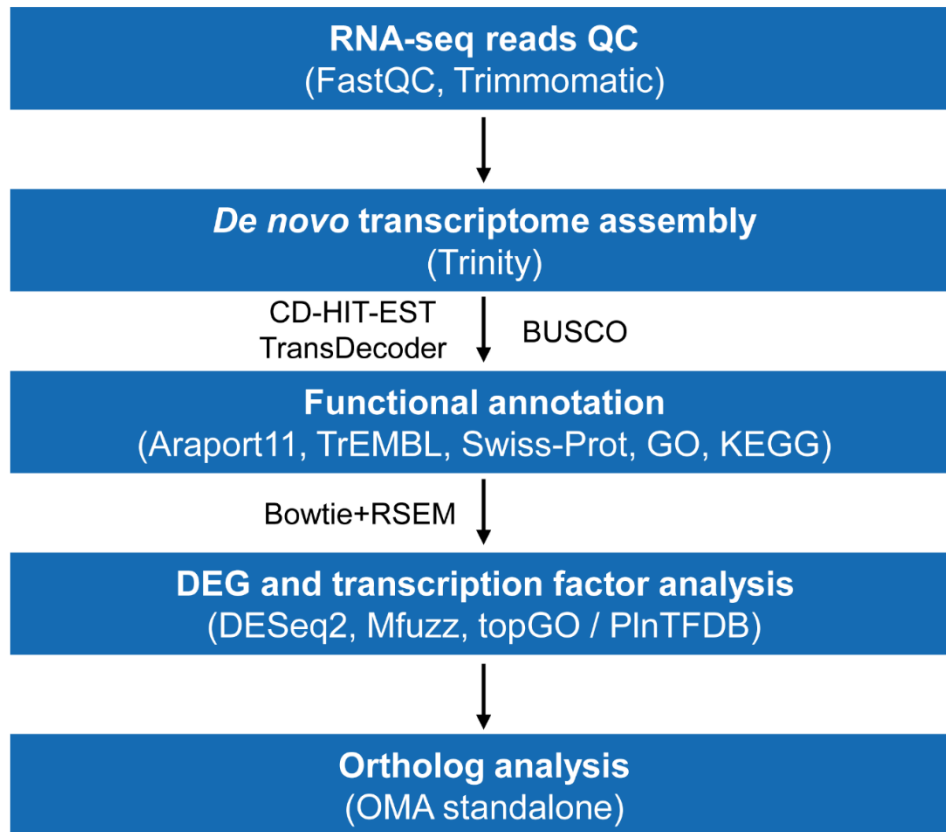 RNA-seq reads QC
(FastQC, Trimmomatic)
De novo transcriptome assembly
(Trinity)
CD-HIT-EST
TransDecoder
BUSCO
Functional annotation
(Araport11, TrEMBL, Swiss-Prot, GO, KEGG)
Bowtie+RSEM
DEG and transcription factor analysis
(DESeq2, Mfuzz, topGO / PlnTFDB)
Ortholog analysis
(OMA standalone)